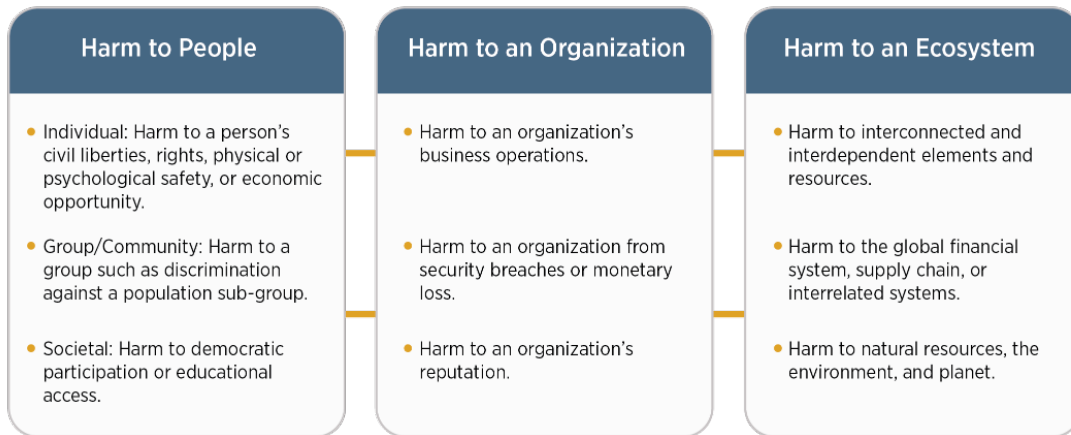 Harm to People
• Individual: Harm to a person's
civil liberties, rights, physical or
psychological safety, or economic
opportunity.
• Group/Community: Harm to a
group such as discrimination
against a population sub-group.
• Societal: Harm to democratic
participation or educational
access.
Harm to an Organization
• Harm to an organization's
business operations.
• Harm to an organization from
security breaches or monetary
loss.
• Harm to an organization's
reputation.
Harm to an Ecosystem
• Harm to interconnected and
interdependent elements and
resources.
• Harm to the global financial
system, supply chain, or
interrelated systems.
• Harm to natural resources, the
environment, and planet.